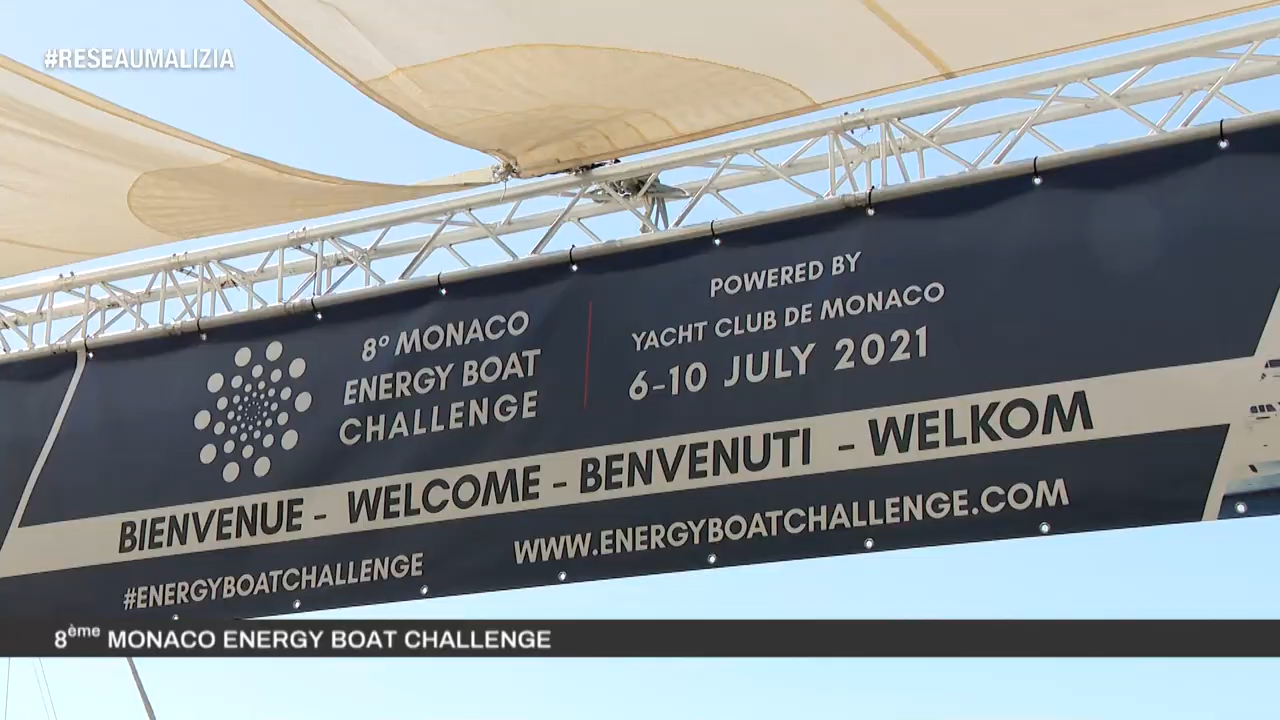 #RESEAUMALIZIA
8º MONACO
ENERGY BOAT
CHALLENGE
POWERED BY
YACHT CLUB DE MONACO
6-10 JULY 2021
BIENVENUE - WELCOME - BENVENUTI - WELKOM
#ENERGYBOATCHALLENGE
WWW.ENERGYBOATCHALLENGE.COM
8ème MONACO ENERGY BOAT CHALLENGE